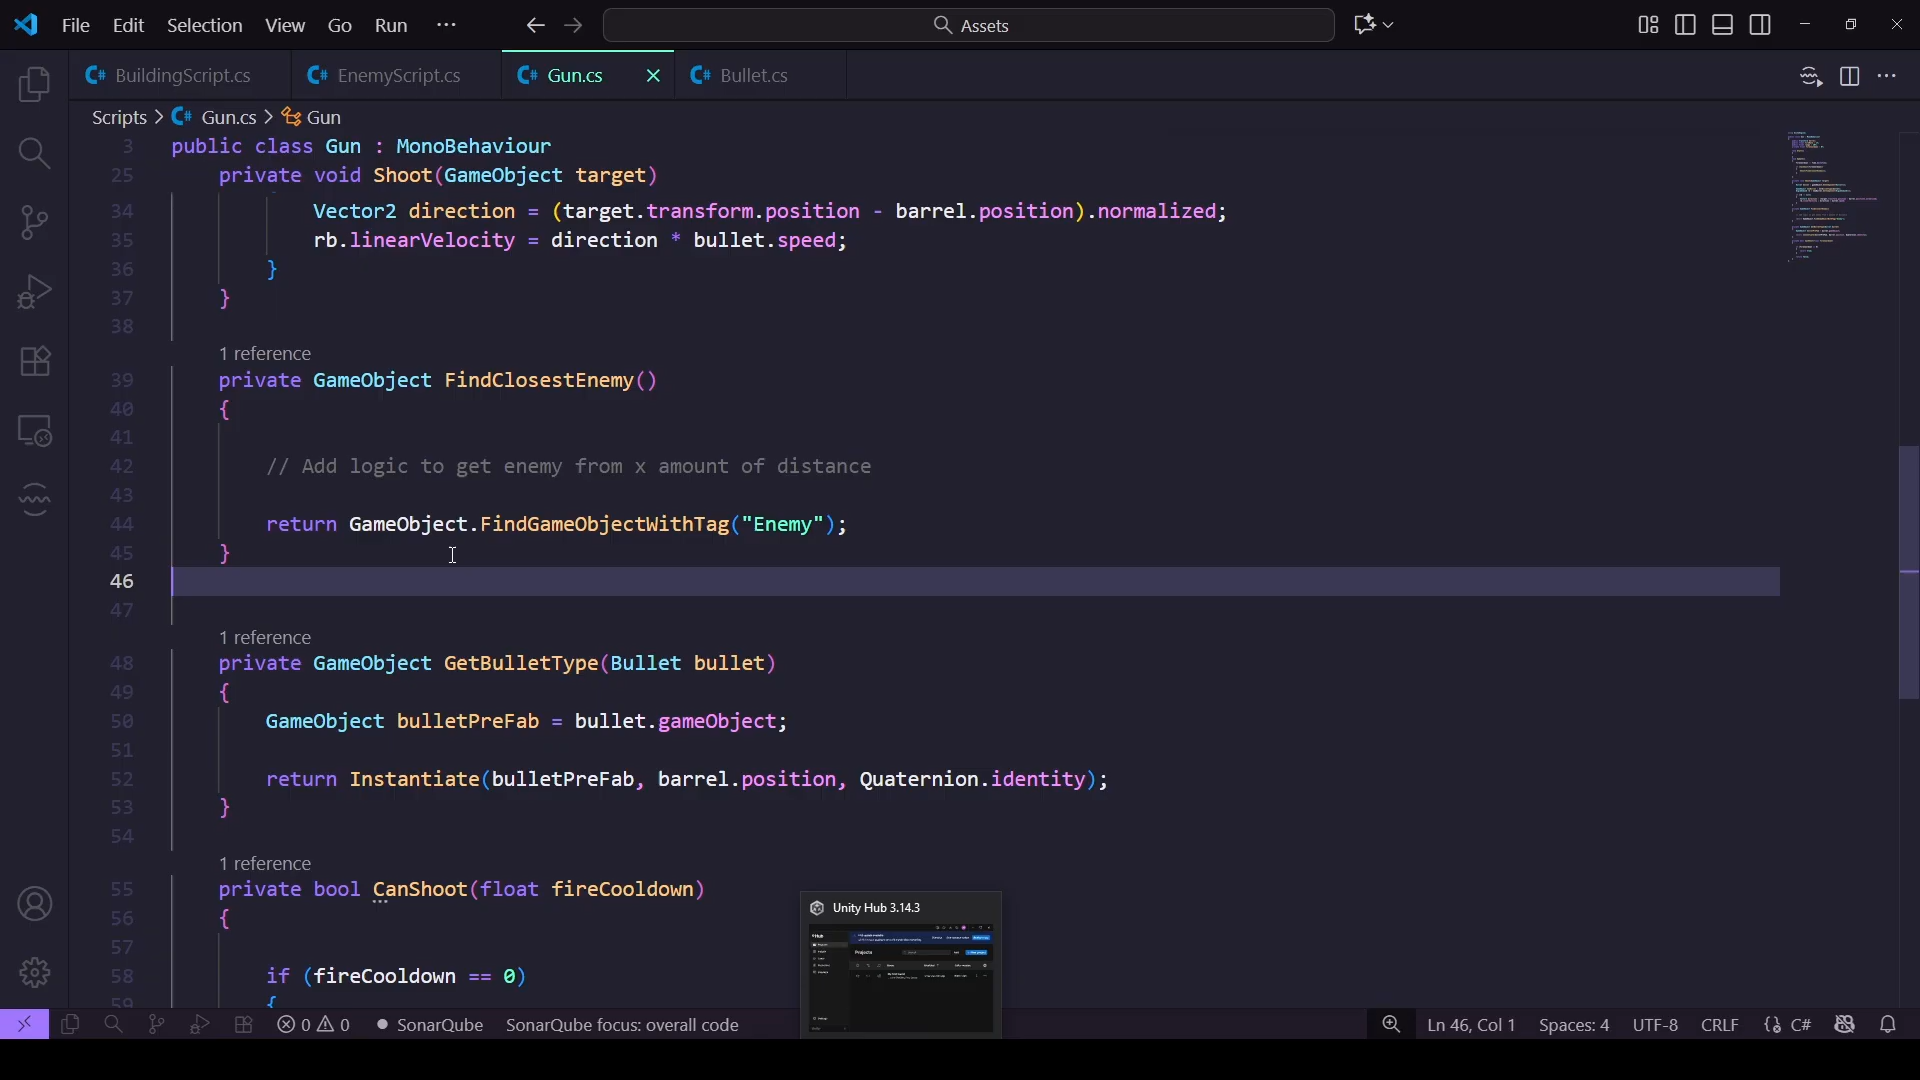 File Edit Selection View Go Run ···
Assets
BuildingScript.cs
EnemyScript.cs
Gun.cs
Bullet.cs
Scripts > Gun.cs > Gun
3 public class Gun : MonoBehaviour
25 private void Shoot(GameObject target)
34 Vector2 direction = (target.transform.position - barrel.position).normalized;
35 rb.linearVelocity = direction * bullet.speed;
36 }
37 }
38
1 reference
39 private GameObject FindClosestEnemy()
40 {
41
42 // Add logic to get enemy from x amount of distance
43
44 return GameObject.FindGameObjectWithTag("Enemy");
45 }
46
47
1 reference
48 private GameObject GetBulletType(Bullet bullet)
49 {
50 GameObject bulletPreFab = bullet.gameObject;
51
52 return Instantiate(bulletPreFab, barrel.position, Quaternion.identity);
53 }
54
1 reference
55 private bool CanShoot(float fireCooldown)
56 {
57
58 if (fireCooldown == 0)
59 {
Unity Hub 3.14.3
Projects
0 0 SonarQube SonarQube focus: overall code
Ln 46, Col 1 Spaces: 4 UTF-8 CRLF C#